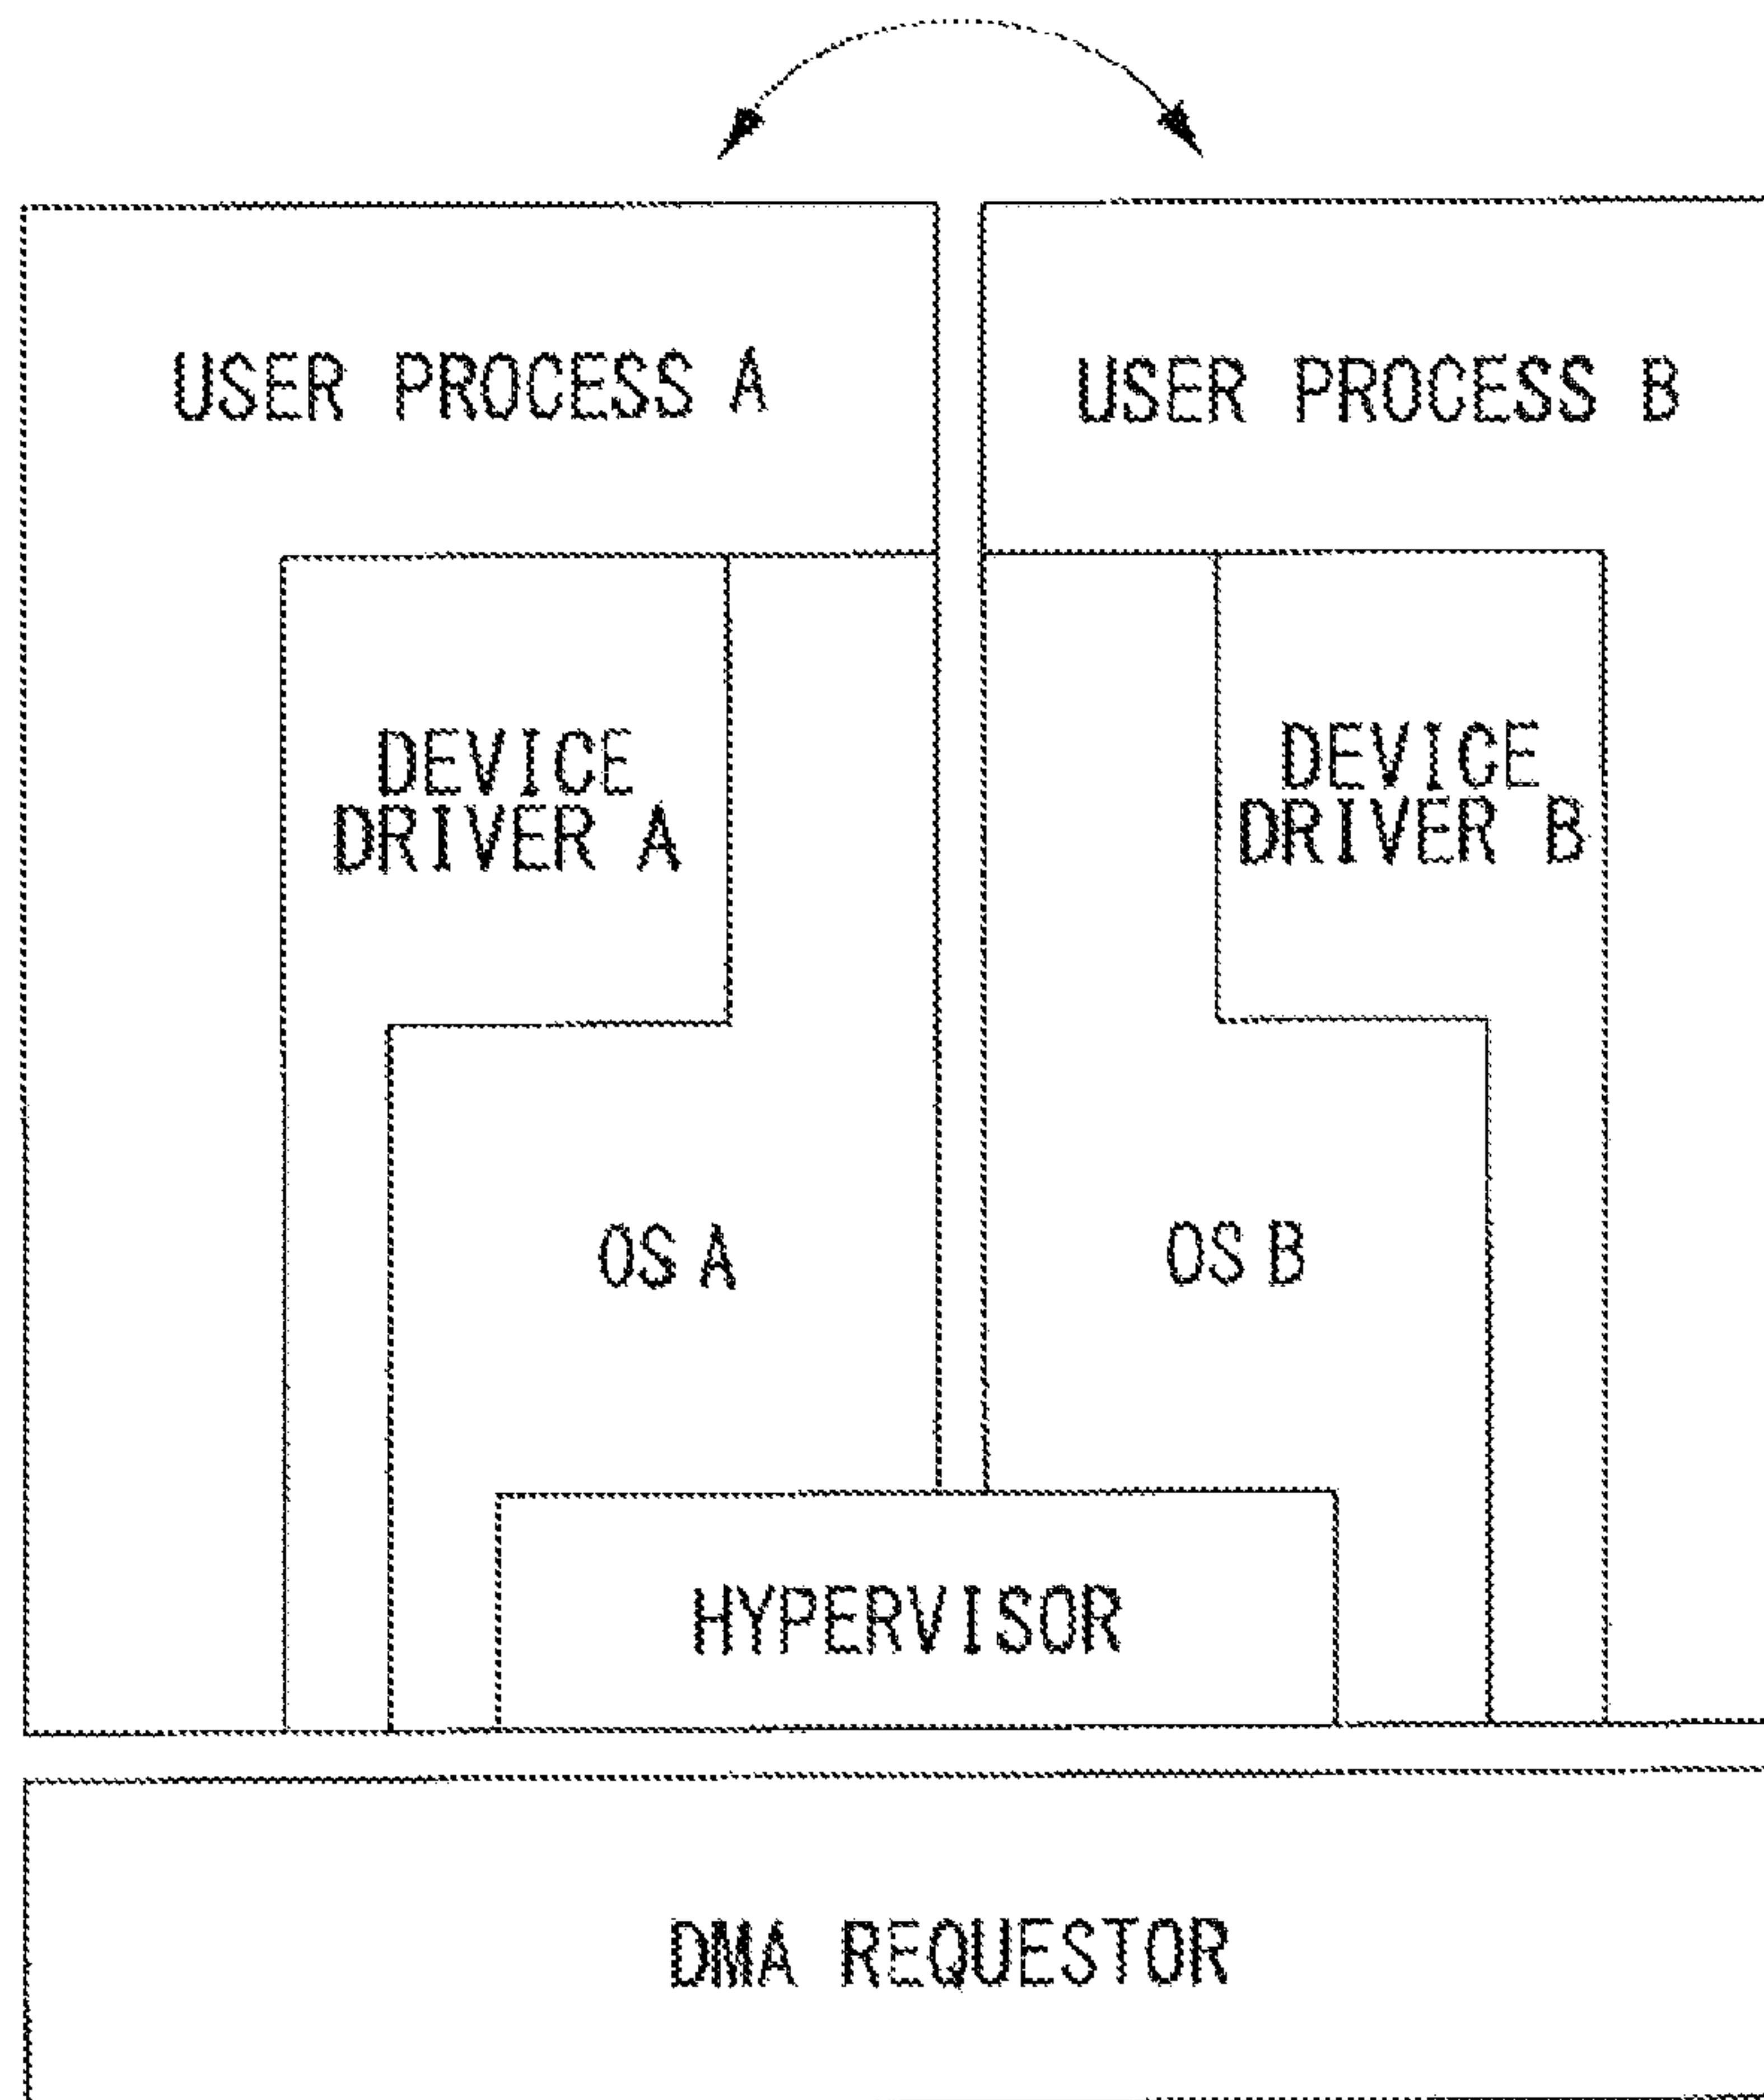 USER PROCESS A
USER PROCESS B
DEVICE
DRIVER A
DEVICE
DRIVER B
OS A
OS B
HYPERVISOR
DMA REQUESTOR